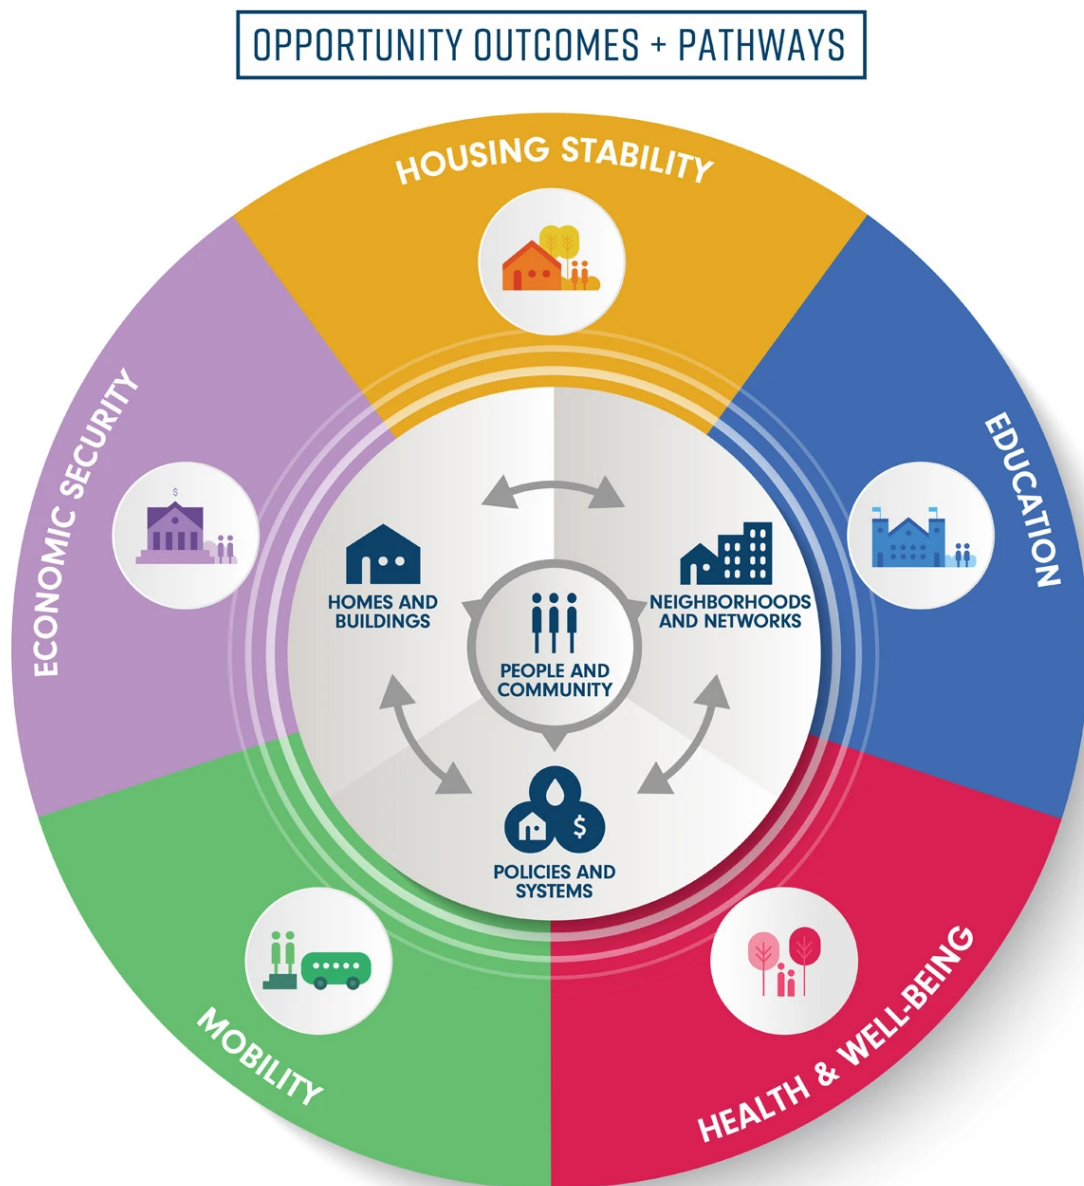 OPPORTUNITY OUTCOMES + PATHWAYS
HOUSING STABILITY
ECONOMIC SECURITY
EDUCATION
HOMES AND
BUILDINGS
NEIGHBORHOODS
AND NETWORKS
PEOPLE AND
COMMUNITY
$
$
POLICIES AND
SYSTEMS
MOBILITY
HEALTH & WELL-BEING